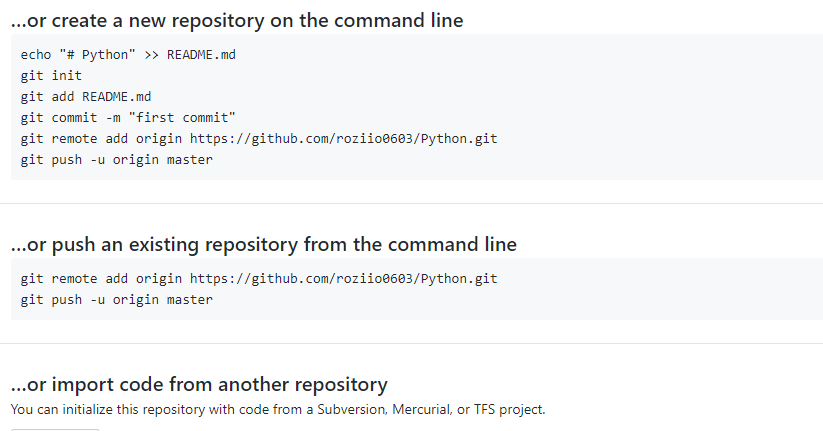 ...or create a new repository on the command line
echo "# Python" >> README.md
git init
git add README.md
git commit -m "first commit"
git remote add origin https://github.com/roziio0603/Python.git
git push -u origin master
...or push an existing repository from the command line
git remote add origin https://github.com/roziio0603/Python.git
git push -u origin master
...or import code from another repository
You can initialize this repository with code from a Subversion, Mercurial, or TFS project.